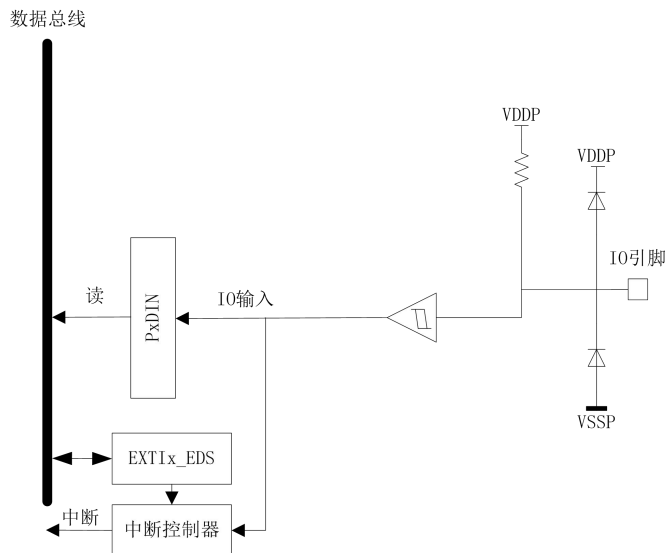 数据总线
VDDP
VDDP
IO引脚
读
PxDIN
IO输入
EXTIx_EDS
VSSP
中断
中断控制器